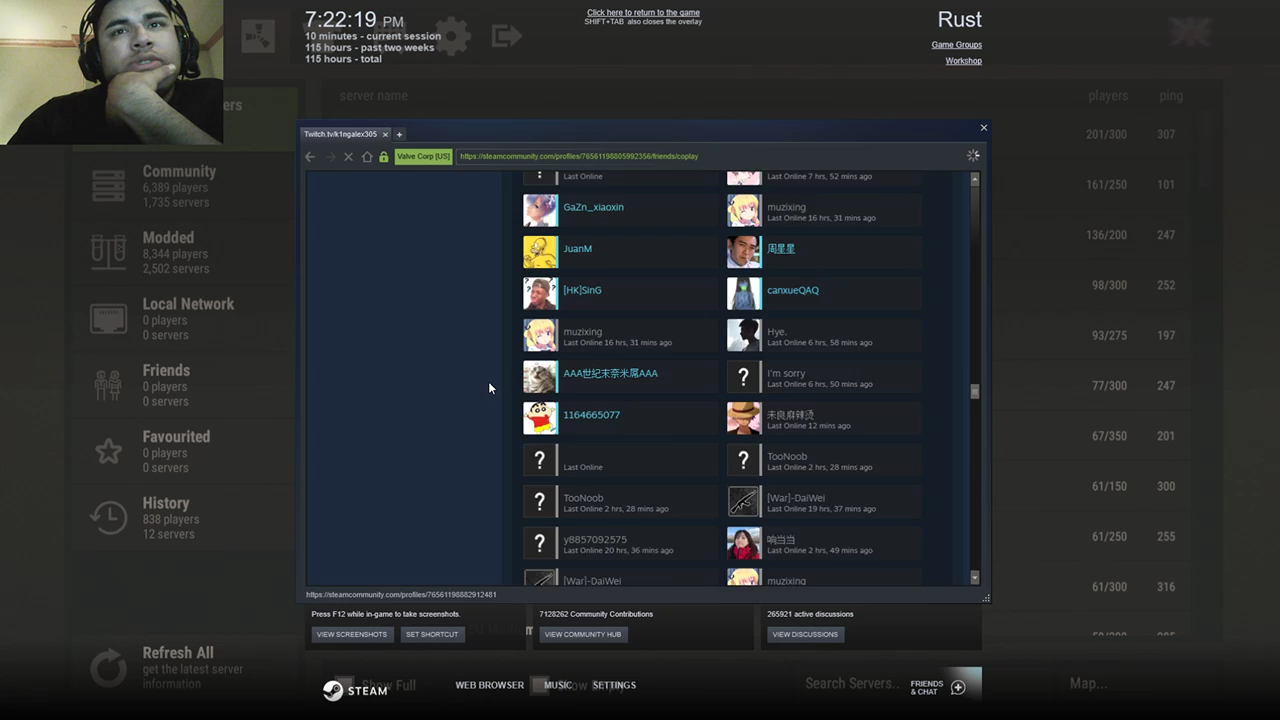 7:22:19 PM
10 minutes - current session
115 hours - past two weeks
115 hours - total
Click here to return to the game
SHIFT+TAB also closes the overlay
Rust
Game Groups
Workshop
server name
players
ping
Twitch.tv/k1ngalex305
Valve Corp [US]
https://steamcommunity.com/profiles/76561198805992356/friends/coplay
Community
6,389 players
1,735 servers
Modded
8,344 players
2,502 servers
Local Network
0 players
0 servers
Friends
0 players
0 servers
Favourited
0 players
0 servers
History
838 players
12 servers
Refresh All
get the latest server
information
Last Online
Last Online 7 hrs, 52 mins ago
GaZn_xiaoxin
muzixing
Last Online 16 hrs, 31 mins ago
JuanM
周星星
[HK]SinG
canxueQAQ
muzixing
Last Online 16 hrs, 31 mins ago
Hye.
Last Online 6 hrs, 58 mins ago
AAA世纪末奈米屌AAA
I'm sorry
Last Online 6 hrs, 50 mins ago
1164665077
未良麻辣烫
Last Online 12 mins ago
Last Online
TooNoob
Last Online 2 hrs, 28 mins ago
TooNoob
Last Online 2 hrs, 28 mins ago
[War]-DaiWei
Last Online 19 hrs, 37 mins ago
y8857092575
Last Online 20 hrs, 36 mins ago
响当当
Last Online 2 hrs, 49 mins ago
[War]-DaiWei
muzixing
https://steamcommunity.com/profiles/76561198882912481
201/300 307
161/250 101
136/200 247
98/300 252
93/275 197
77/300 247
67/350 201
61/150 300
61/250 255
61/300 316
Press F12 while in-game to take screenshots.
VIEW SCREENSHOTS
SET SHORTCUT
7128262 Community Contributions
VIEW COMMUNITY HUB
265921 active discussions
VIEW DISCUSSIONS
Show Full
STEAM
WEB BROWSER
MUSIC
SETTINGS
Search Servers..
FRIENDS
& CHAT
Map...